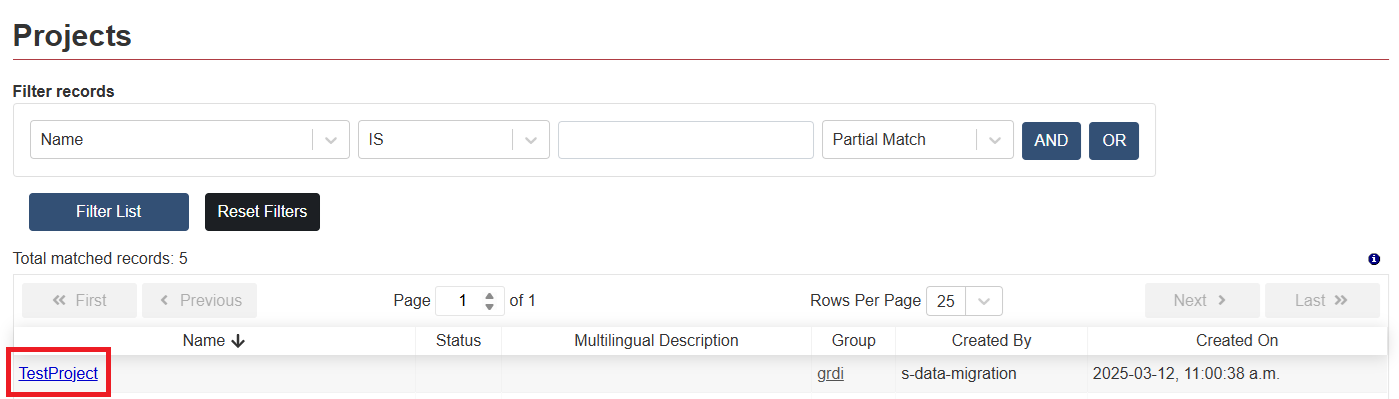 Projects
Filter records
Name IS Partial Match AND OR
Filter List Reset Filters
Total matched records: 5
First Previous Page 1 of 1 Rows Per Page 25 Next Last
Name Status Multilingual Description Group Created By Created On
TestProject grdi s-data-migration 2025-03-12, 11:00:38 a.m.